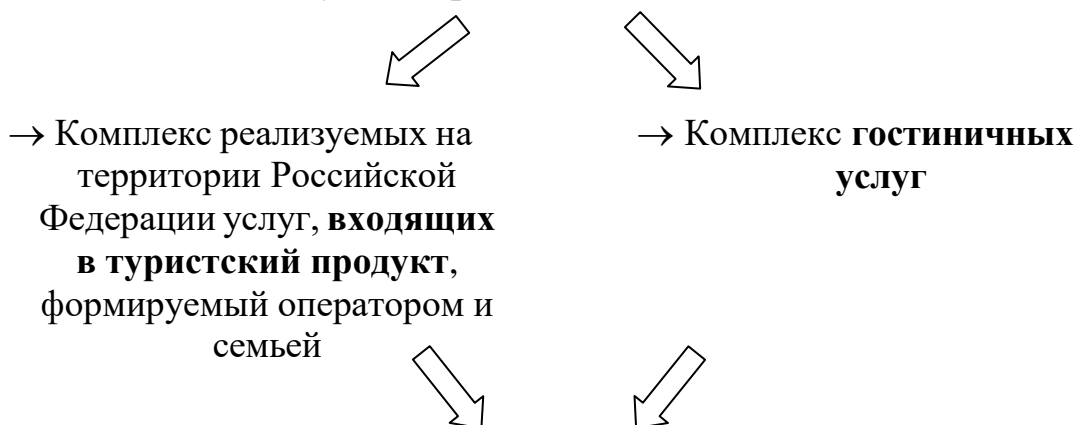 → Комплекс реализуемых на
территории Российской
Федерации услуг, входящих
в туристский продукт,
формируемый оператором и
семьей
→ Комплекс гостиничных
услуг